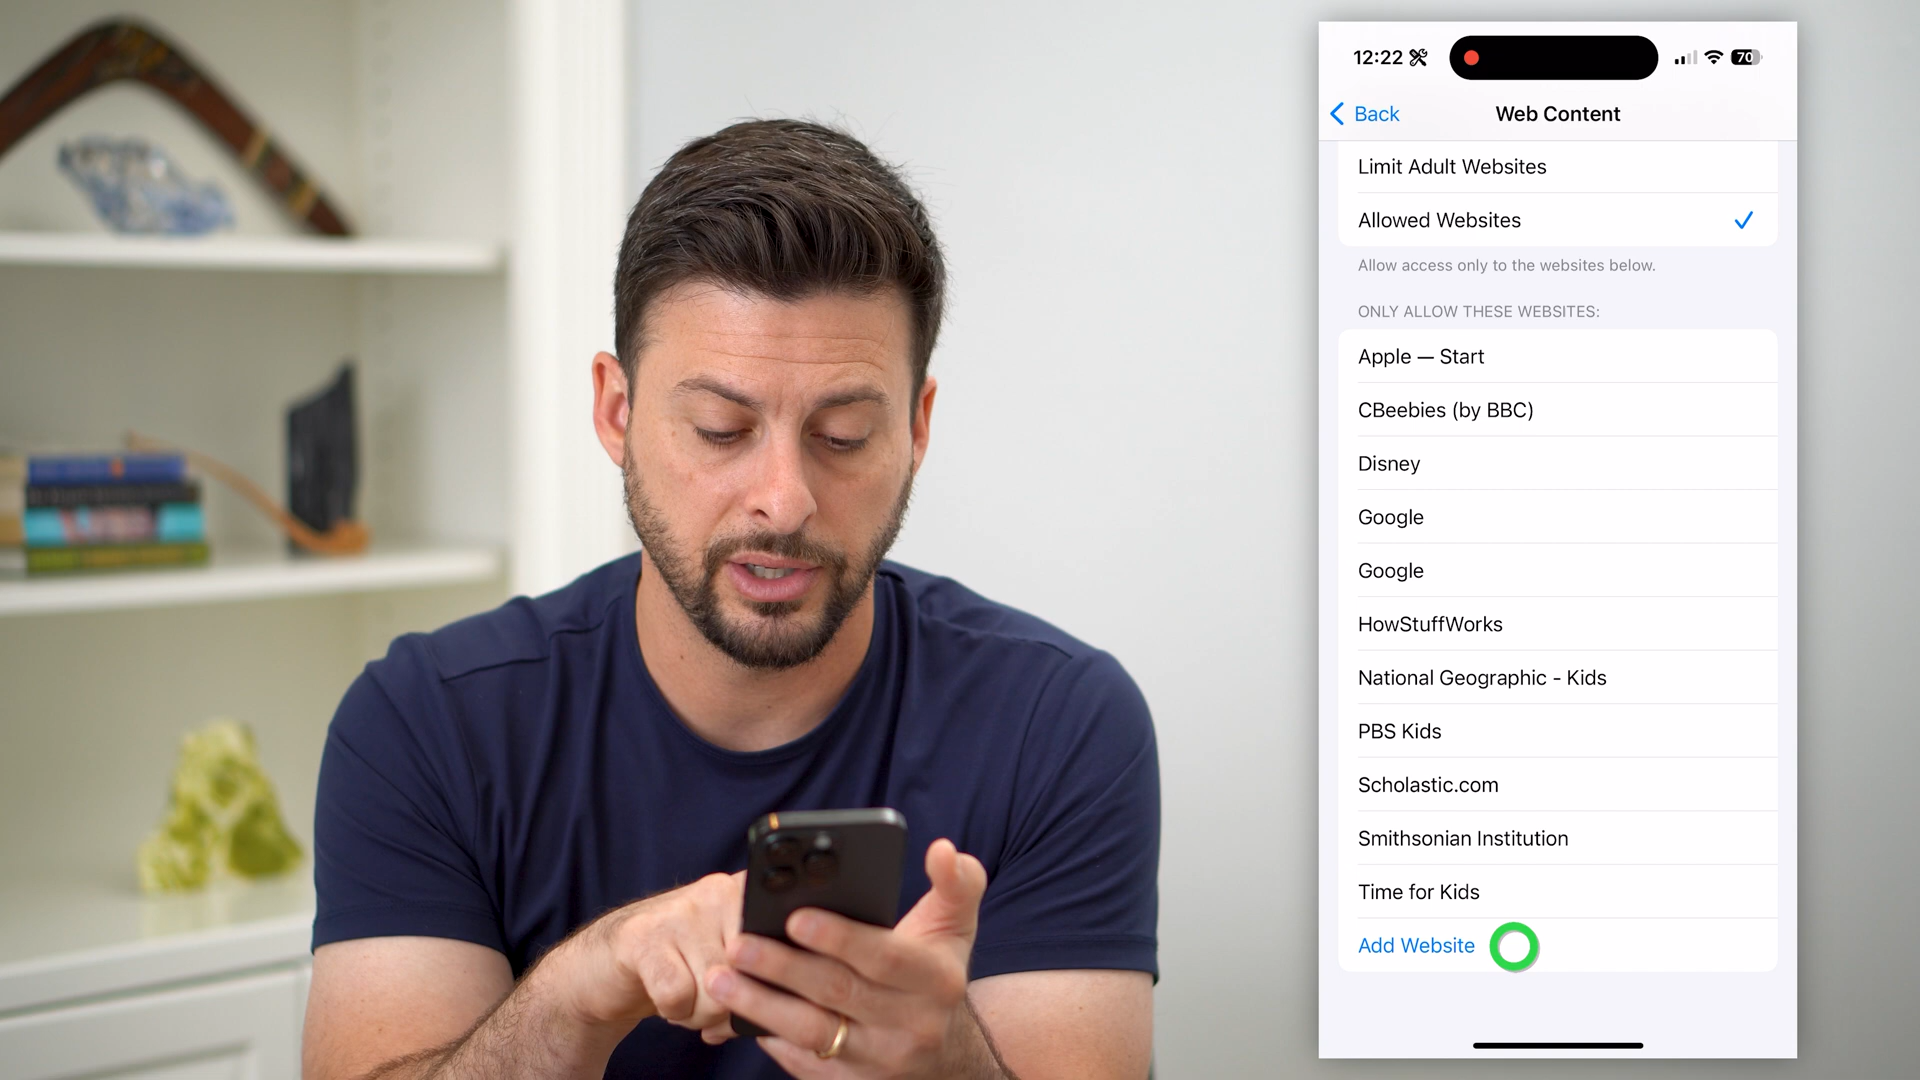 12:22
70
Back
Web Content
Limit Adult Websites
Allowed Websites
Allow access only to the websites below.
ONLY ALLOW THESE WEBSITES:
Apple — Start
CBeebies (by BBC)
Disney
Google
Google
HowStuffWorks
National Geographic - Kids
PBS Kids
Scholastic.com
Smithsonian Institution
Time for Kids
Add Website